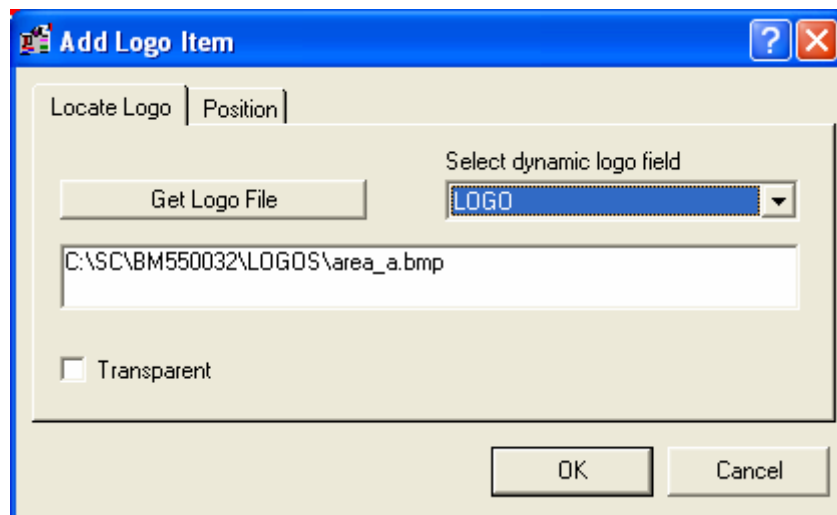 Add Logo Item
Locate Logo
Position
Select dynamic logo field
Get Logo File
LOGO
C:\SC\BM550032\LOGOS\area_a.bmp
Transparent
OK
Cancel